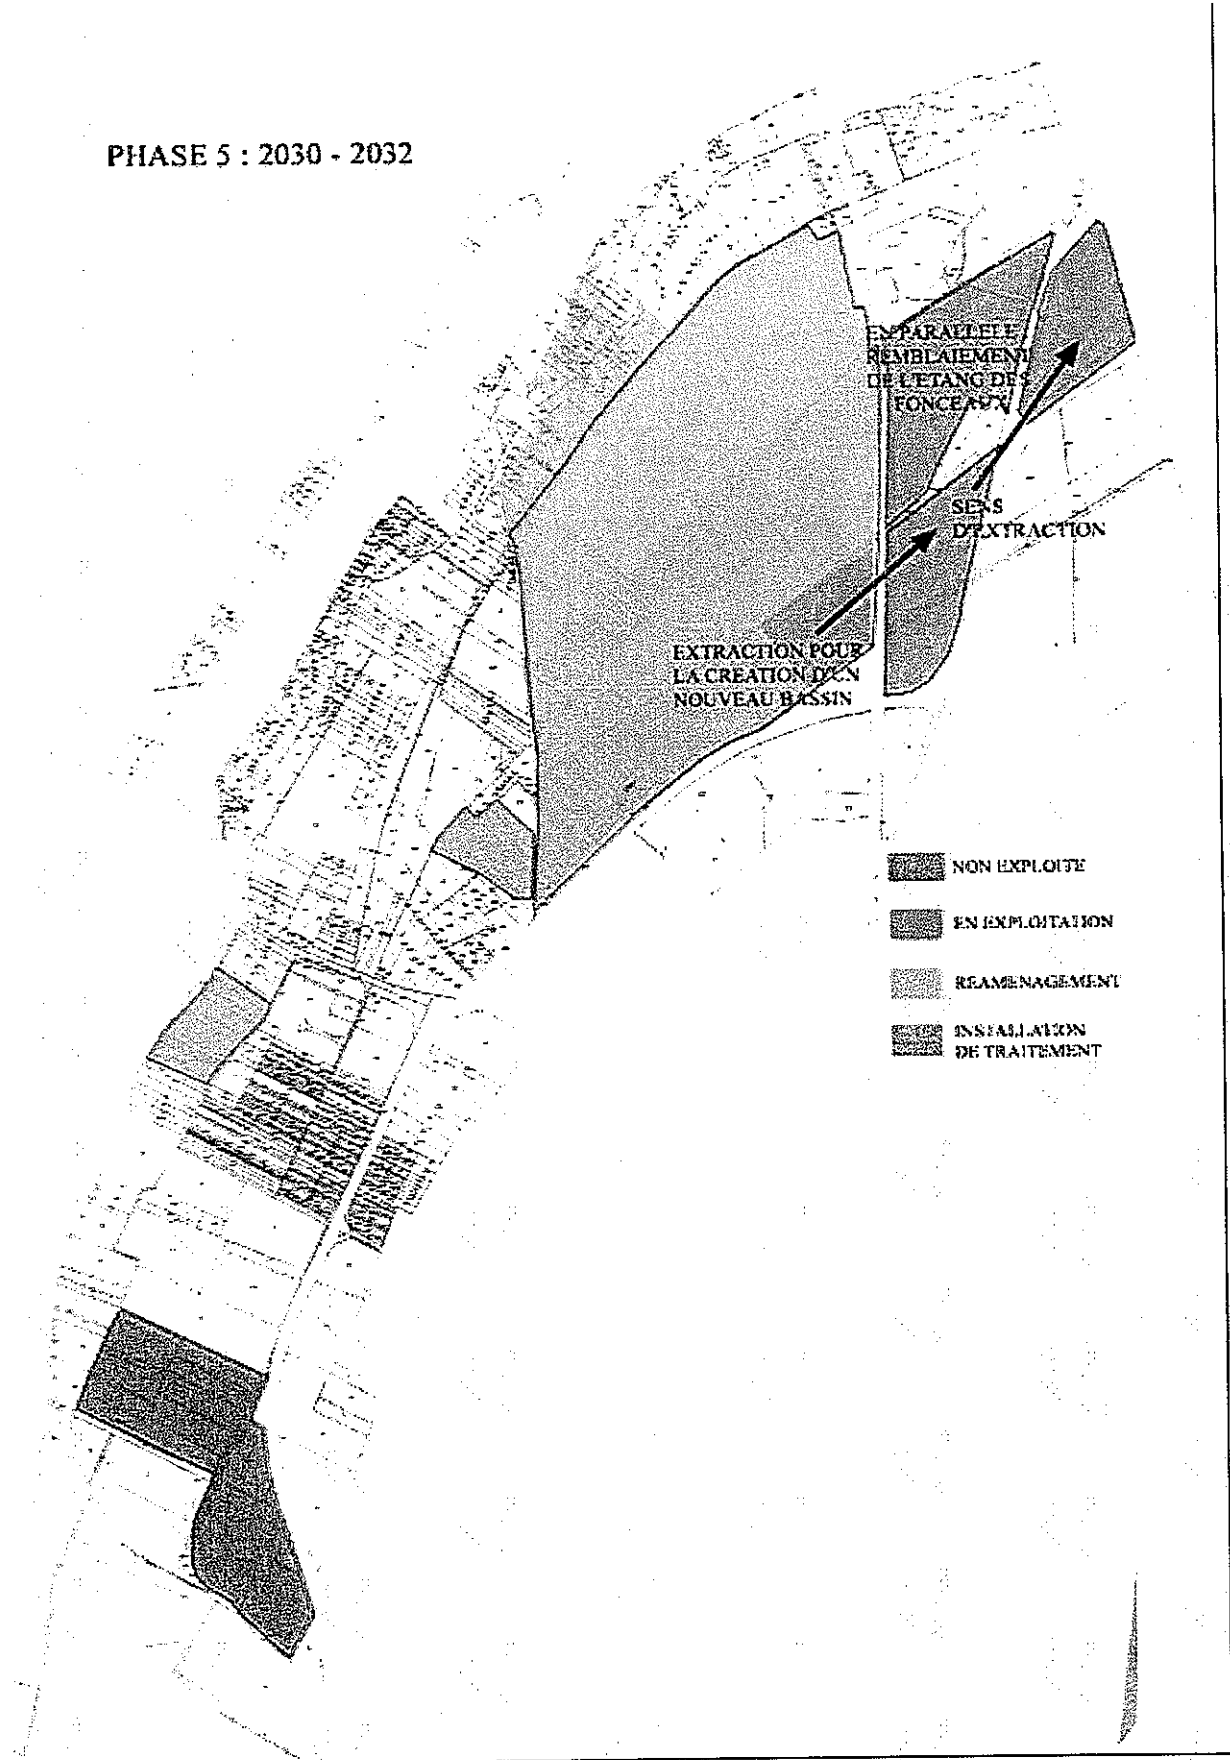 PHASE 5 : 2030 - 2032
EN PARALLELE :
REMBLAIEMENT
DE L'ETANG DES
FONCEAUX
SENS
D'EXTRACTION
EXTRACTION POUR
LA CREATION D'UN
NOUVEAU BASSIN
NON EXPLOITE
EN EXPLOITATION
REAMENAGEMENT
INSTALLATION
DE TRAITEMENT